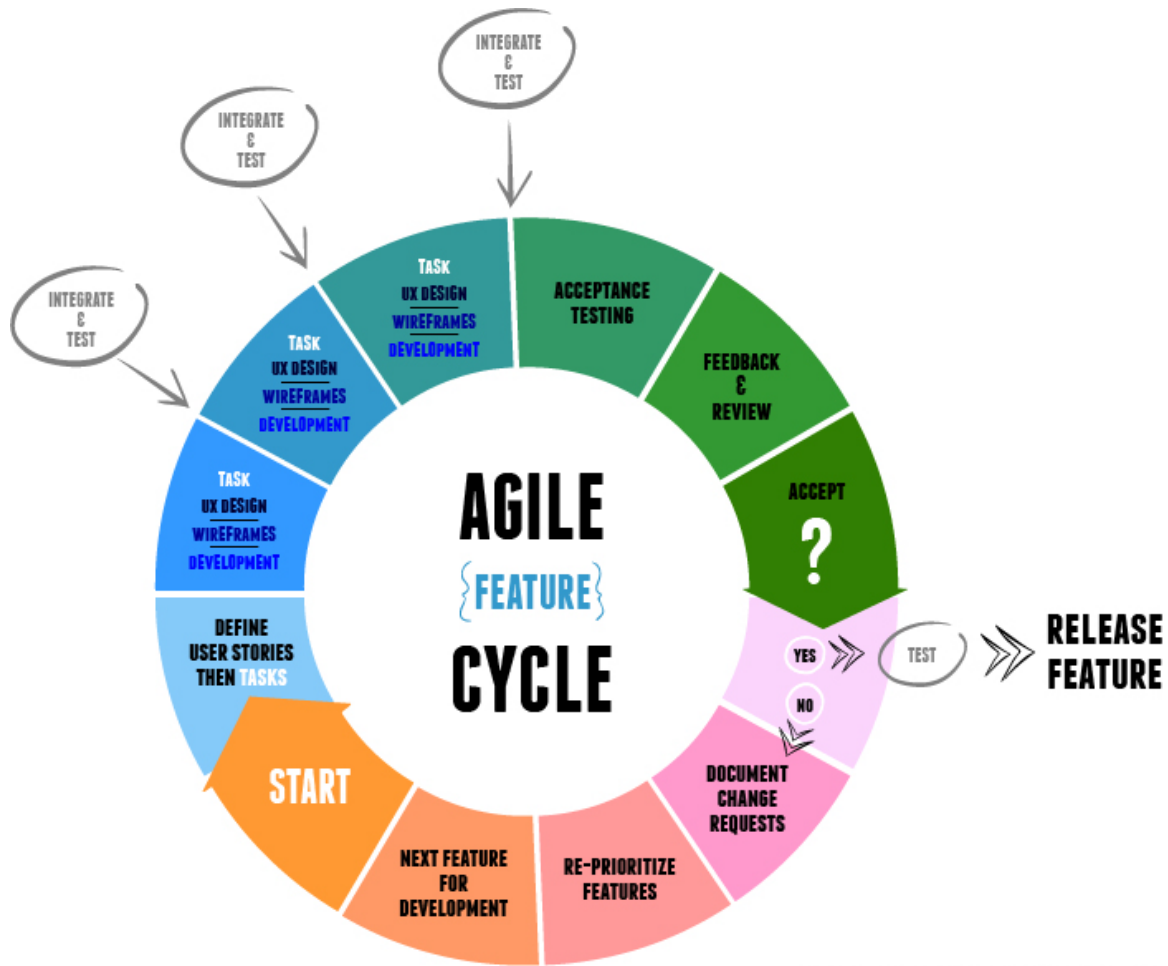 INTEGRATE
&
TEST
INTEGRATE
&
TEST
INTEGRATE
&
TEST
TASK
UX DESIGN
WIREFRAMES
DEVELOPMENT
ACCEPTANCE
TESTING
TASK
UX DESIGN
WIREFRAMES
DEVELOPMENT
FEEDBACK
&
REVIEW
TASK
UX DESIGN
WIREFRAMES
DEVELOPMENT
ACCEPT
?
AGILE
{FEATURE}
CYCLE
DEFINE
USER STORIES
THEN TASKS
YES
TEST
RELEASE
FEATURE
NO
START
DOCUMENT
CHANGE
REQUESTS
NEXT FEATURE
FOR
DEVELOPMENT
RE-PRIORITIZE
FEATURES